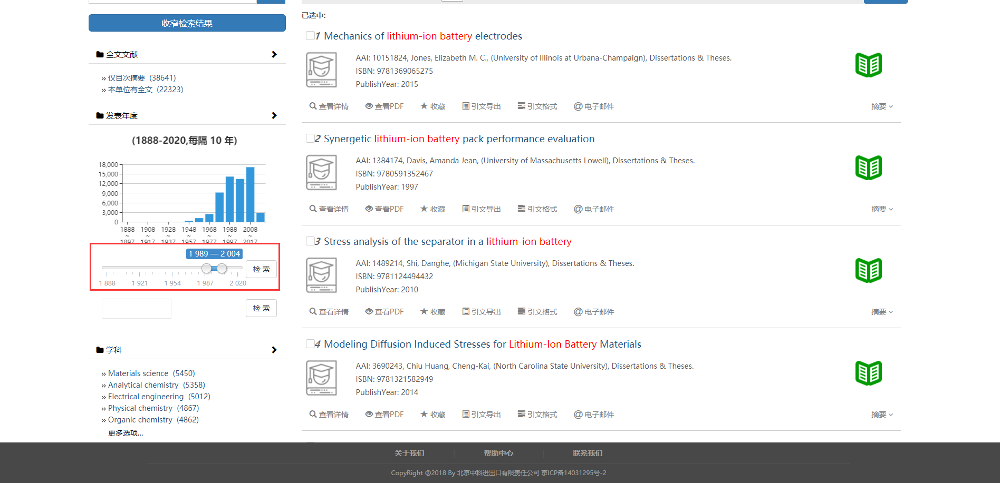 收窄检索结果
全文文献
» 仅目次摘要 (38641)
» 本单位有全文 (22323)
发表年度
(1888-2020,每隔 10 年)
18,000
15,000
12,000
9,000
6,000
3,000
0
1888 1908 1928 1948 1968 1988 2008
~ ~ ~ ~ ~ ~ ~
1897 1917 1937 1957 1977 1997 2017
1 989 — 2 004
检 索
1 888 1 921 1 954 1 987 2 020
检 索
学科
» Materials science (5450)
» Analytical chemistry (5358)
» Electrical engineering (5012)
» Physical chemistry (4867)
» Organic chemistry (4862)
更多选项...
已选中:
1 Mechanics of lithium-ion battery electrodes
AAI: 10151824, Jones, Elizabeth M. C., (University of Illinois at Urbana-Champaign), Dissertations & Theses.
ISBN: 9781369065275
PublishYear: 2015
查看详情 查看PDF 收藏 引文导出 引文格式 @电子邮件 摘要
2 Synergetic lithium-ion battery pack performance evaluation
AAI: 1384174, Davis, Amanda Jean, (University of Massachusetts Lowell), Dissertations & Theses.
ISBN: 9780591352467
PublishYear: 1997
查看详情 查看PDF 收藏 引文导出 引文格式 @电子邮件 摘要
3 Stress analysis of the separator in a lithium-ion battery
AAI: 1489214, Shi, Danghe, (Michigan State University), Dissertations & Theses.
ISBN: 9781124494432
PublishYear: 2010
查看详情 查看PDF 收藏 引文导出 引文格式 @电子邮件 摘要
4 Modeling Diffusion Induced Stresses for Lithium-Ion Battery Materials
AAI: 3690243, Chiu Huang, Cheng-Kai, (North Carolina State University), Dissertations & Theses.
ISBN: 9781321582949
PublishYear: 2014
查看详情 查看PDF 收藏 引文导出 引文格式 @电子邮件 摘要
关于我们 帮助中心 联系我们
CopyRight @2018 By 北京中科进出口有限责任公司 京ICP备14031295号-2